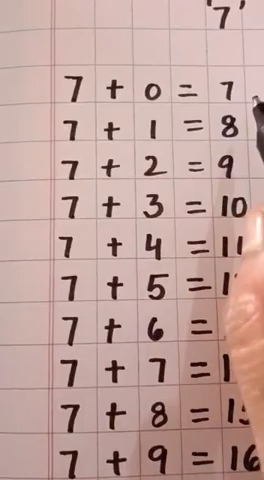 '7'
7 + 0 = 7
7 + 1 = 8
7 + 2 = 9
7 + 3 = 10
7 + 4 = 11
7 + 5 = 1
7 + 6 =
7 + 7 = 1
7 + 8 = 15
7 + 9 = 16